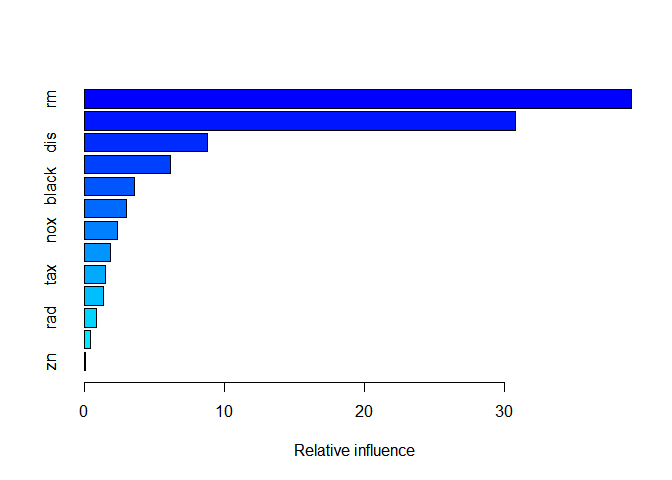 rm
dis
black
nox
tax
rad
zn
0 10 20 30
Relative influence